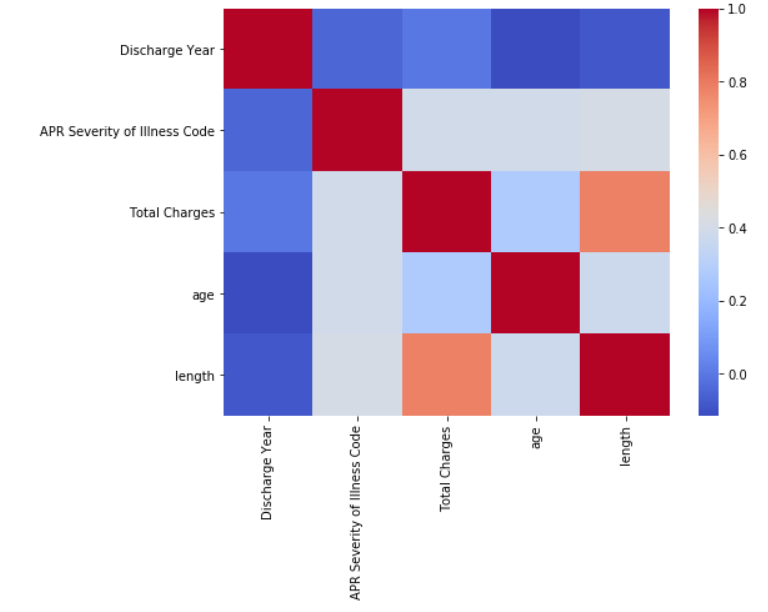 Discharge Year
APR Severity of Illness Code
Total Charges
age
length
Discharge Year
APR Severity of Illness Code
Total Charges
age
length
1.0
0.8
0.6
0.4
0.2
0.0